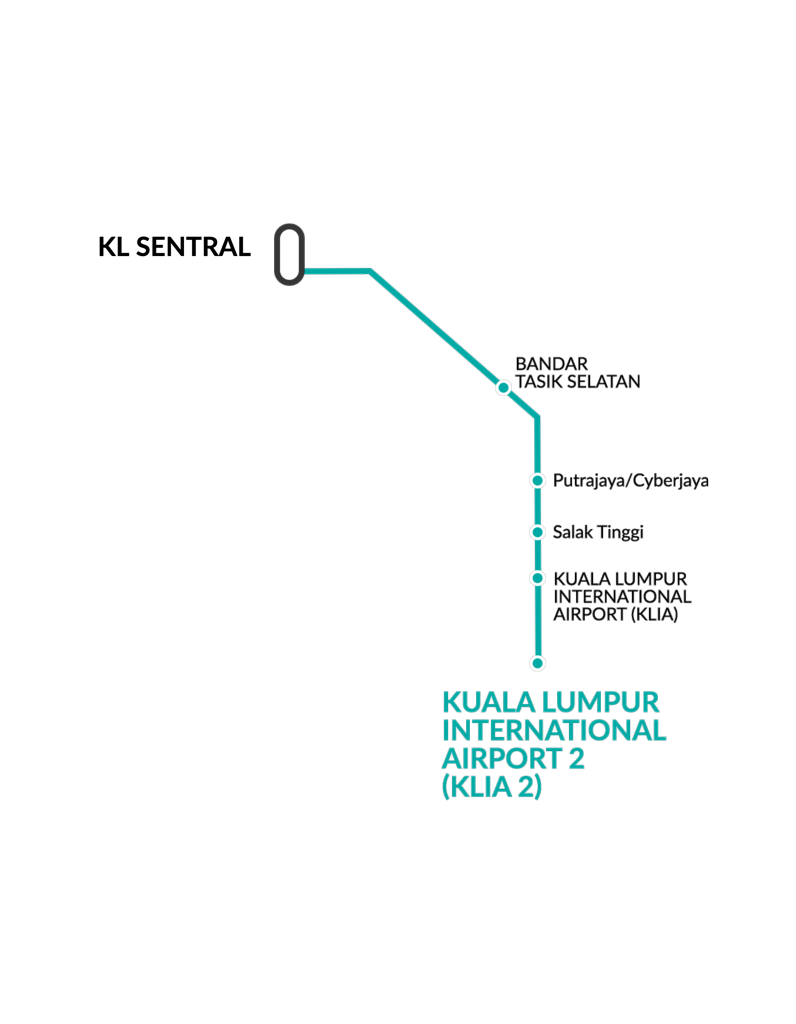 KL SENTRAL
BANDAR
TASIK SELATAN
Putrajaya/Cyberjaya
Salak Tinggi
KUALA LUMPUR
INTERNATIONAL
AIRPORT (KLIA)
KUALA LUMPUR
INTERNATIONAL
AIRPORT 2
(KLIA 2)